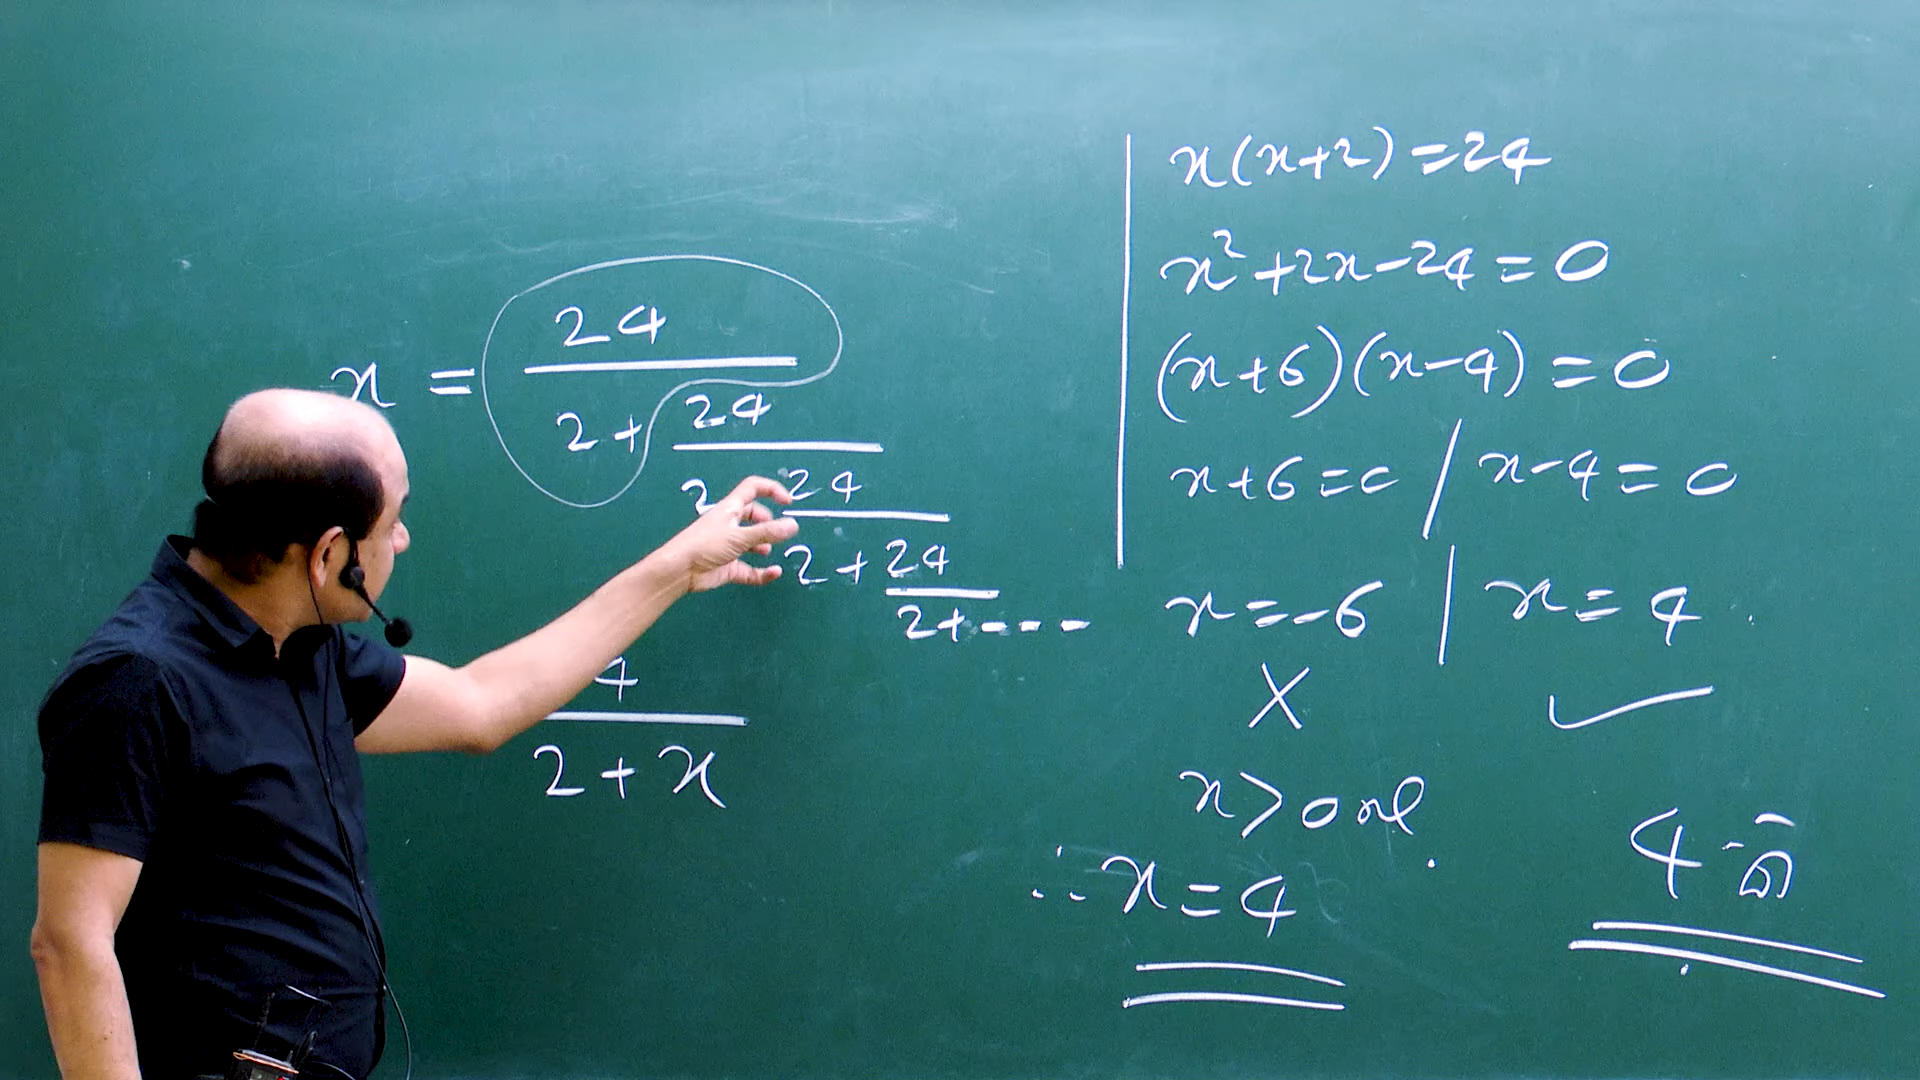 x = 24
2 + 24
2 24
2 + 24
2 + - - -
4
2 + x
x(x+2) = 24
x² + 2x - 24 = 0
(x+6)(x-4) = 0
x+6 = 0 / x-4 = 0
x = -6 | x = 4
X ✓
x > 0
∴ x = 4
4